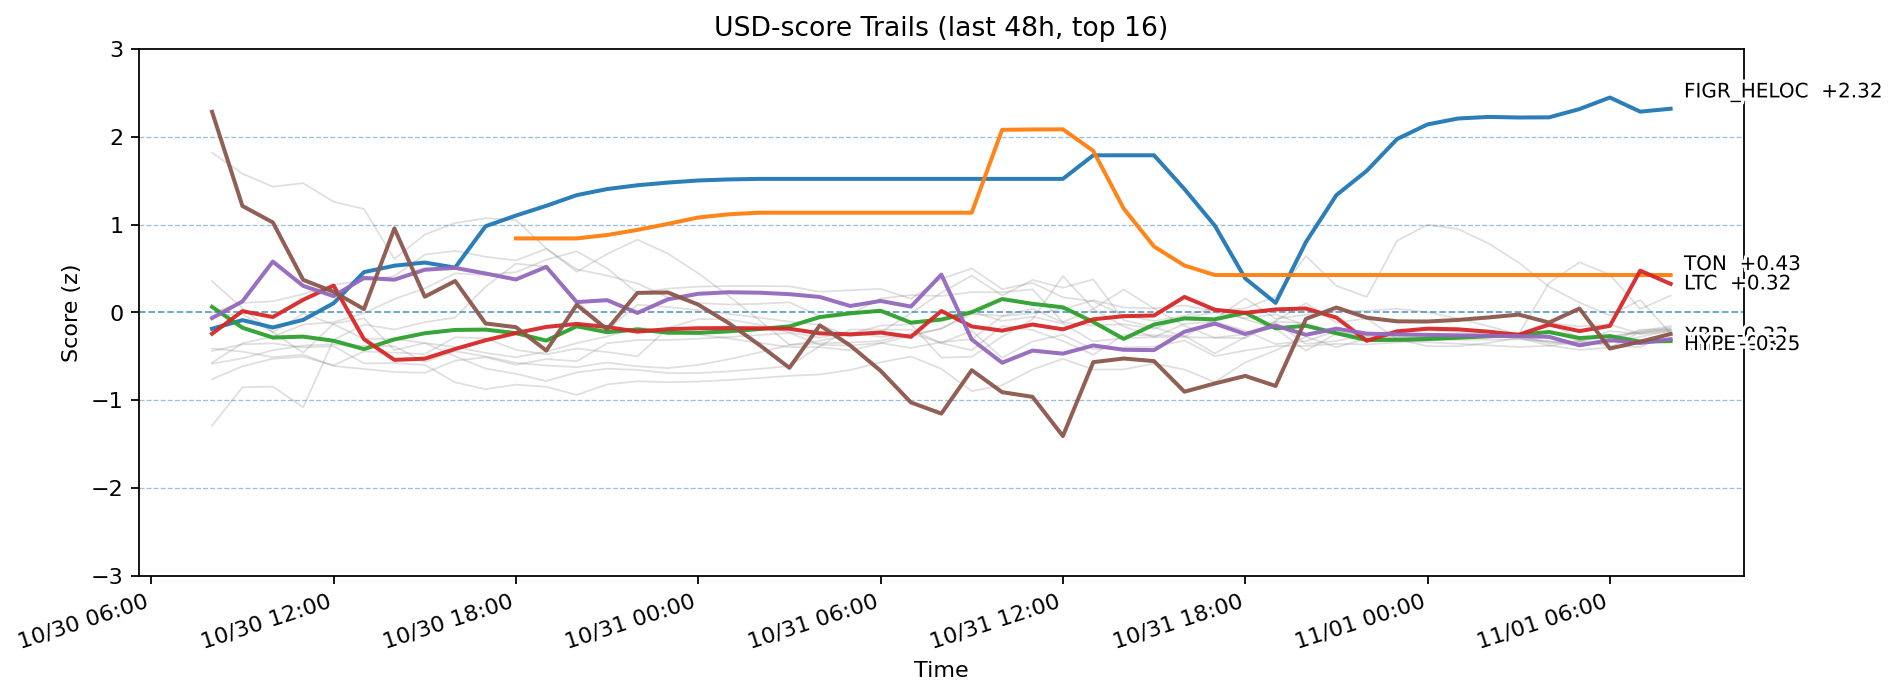 USD-score Trails (last 48h, top 16)
3
2
1
0
−1
−2
−3
Score (z)
FIGR_HELOC +2.32
TON +0.43
LTC +0.32
HYPE -0.25
10/30 06:00
10/30 12:00
10/30 18:00
10/31 00:00
10/31 06:00
10/31 12:00
10/31 18:00
11/01 00:00
11/01 06:00
Time